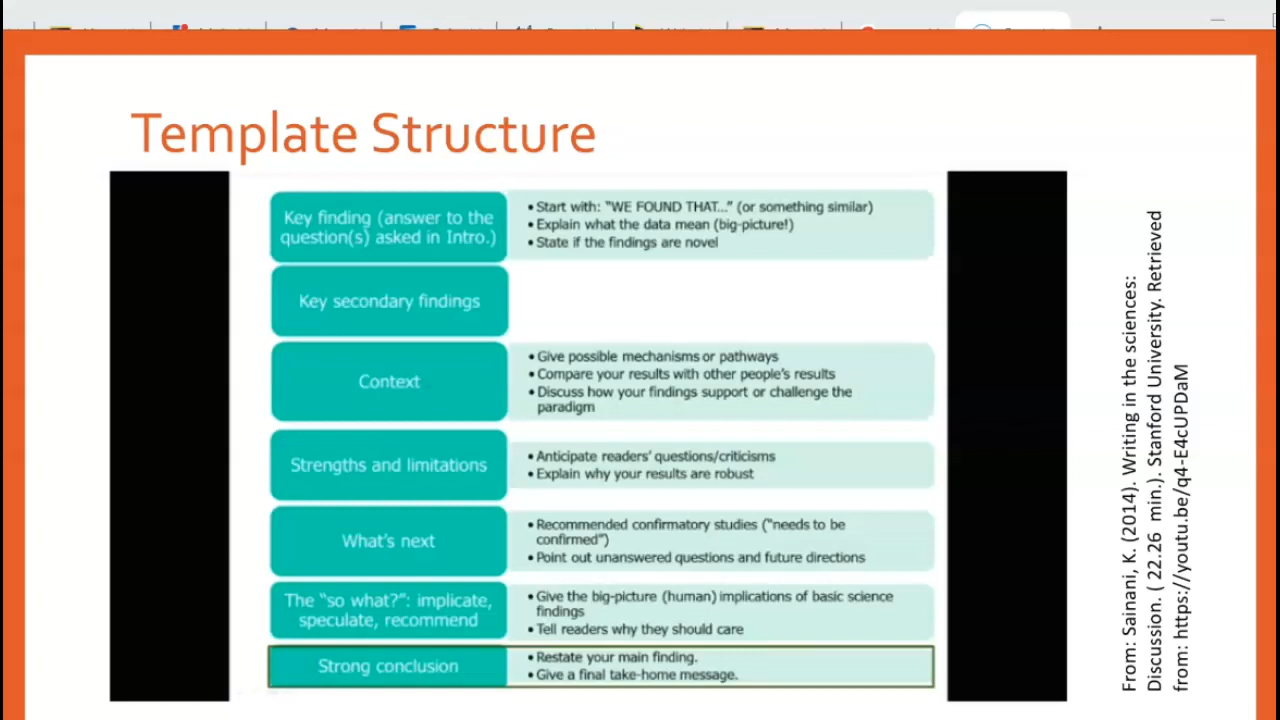 Template Structure
Key finding (answer to the
question(s) asked in Intro.)
• Start with: "WE FOUND THAT..." (or something similar)
• Explain what the data mean (big-picture!)
• State if the findings are novel
Key secondary findings
Context
• Give possible mechanisms or pathways
• Compare your results with other people's results
• Discuss how your findings support or challenge the
paradigm
Strengths and limitations
• Anticipate readers' questions/criticisms
• Explain why your results are robust
What's next
• Recommended confirmatory studies ("needs to be
confirmed")
• Point out unanswered questions and future directions
The "so what?": implicate,
speculate, recommend
• Give the big-picture (human) implications of basic science
findings
• Tell readers why they should care
Strong conclusion
• Restate your main finding.
• Give a final take-home message.
From: Sainani, K. (2014). Writing in the sciences:
Discussion. ( 22.26 min.). Stanford University. Retrieved
from: https://youtu.be/q4-E4cUPDaM